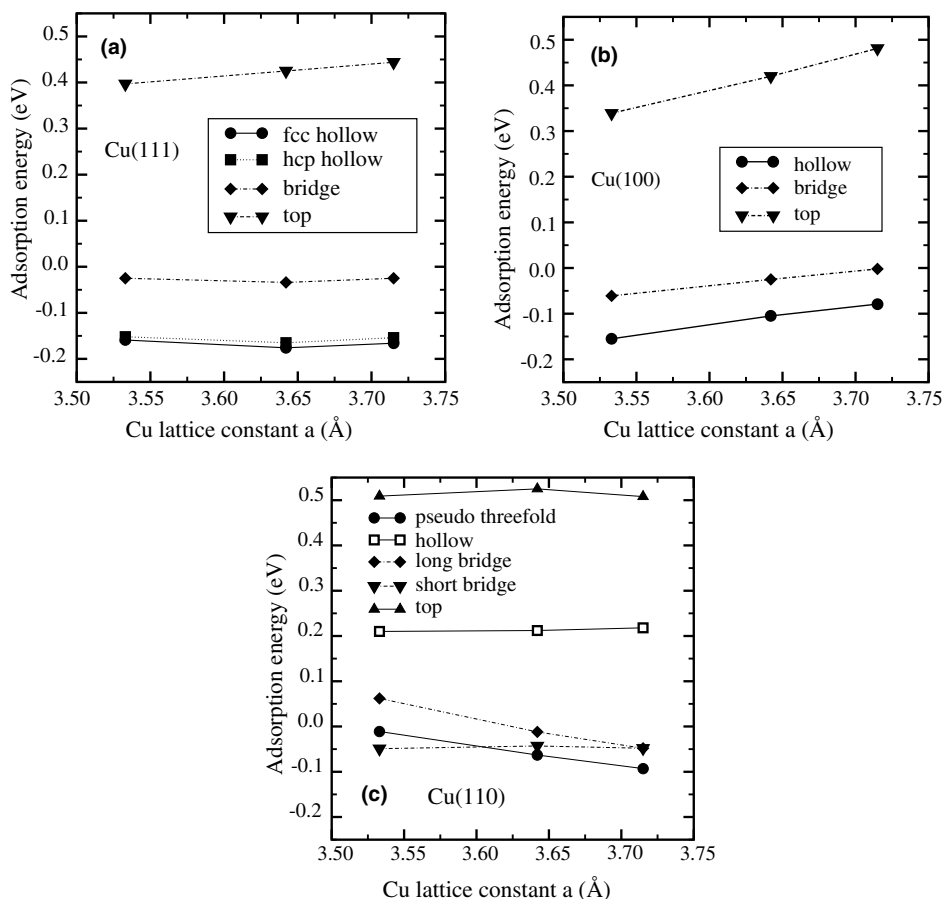 (a)
0.5
0.4
0.3
0.2
0.1
0.0
-0.1
-0.2
Adsorption energy (eV)
Cu(111)
fcc hollow
hcp hollow
bridge
top
3.50 3.55 3.60 3.65 3.70 3.75
Cu lattice constant a (Å)
(b)
0.5
0.4
0.3
0.2
0.1
0.0
-0.1
-0.2
Adsorption energy (eV)
Cu(100)
hollow
bridge
top
3.50 3.55 3.60 3.65 3.70 3.75
Cu lattice constant a (Å)
0.5
0.4
0.3
0.2
0.1
0.0
-0.1
-0.2
Adsorption energy (eV)
pseudo threefold
hollow
long bridge
short bridge
top
(c) Cu(110)
3.50 3.55 3.60 3.65 3.70 3.75
Cu lattice constant a (Å)